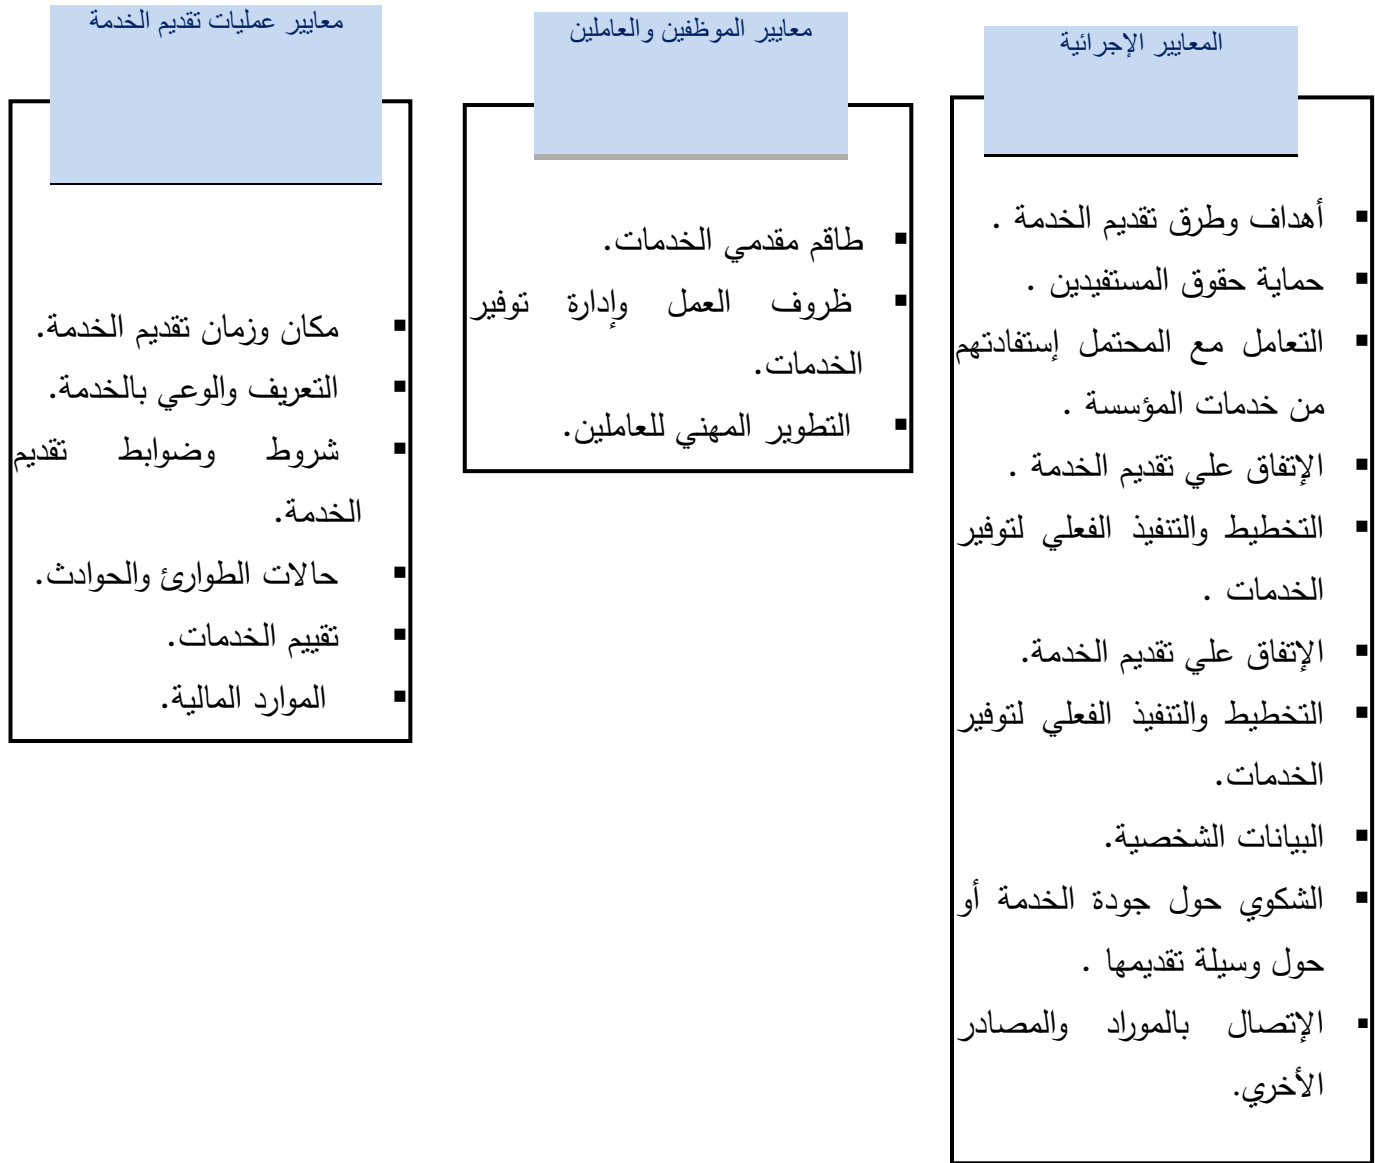 المعايير الإجرائية
▪ أهداف وطرق تقديم الخدمة .
▪ حماية حقوق المستفيدين .
▪ التعامل مع المحتمل إستفادتهم
من خدمات المؤسسة .
▪ الإتفاق علي تقديم الخدمة .
▪ التخطيط والتنفيذ الفعلي لتوفير
الخدمات .
▪ الإتفاق علي تقديم الخدمة.
▪ التخطيط والتنفيذ الفعلي لتوفير
الخدمات.
▪ البيانات الشخصية.
▪ الشكوي حول جودة الخدمة أو
حول وسيلة تقديمها .
▪ الإتصال بالموراد والمصادر
الأخري.
معايير الموظفين والعاملين
▪ طاقم مقدمي الخدمات.
▪ ظروف العمل وإدارة توفير
الخدمات.
▪ التطوير المهني للعاملين.
معايير عمليات تقديم الخدمة
▪ مكان وزمان تقديم الخدمة.
▪ التعريف والوعي بالخدمة.
▪ شروط وضوابط تقديم
الخدمة.
▪ حالات الطوارئ والحوادث.
▪ تقييم الخدمات.
▪ الموارد المالية.